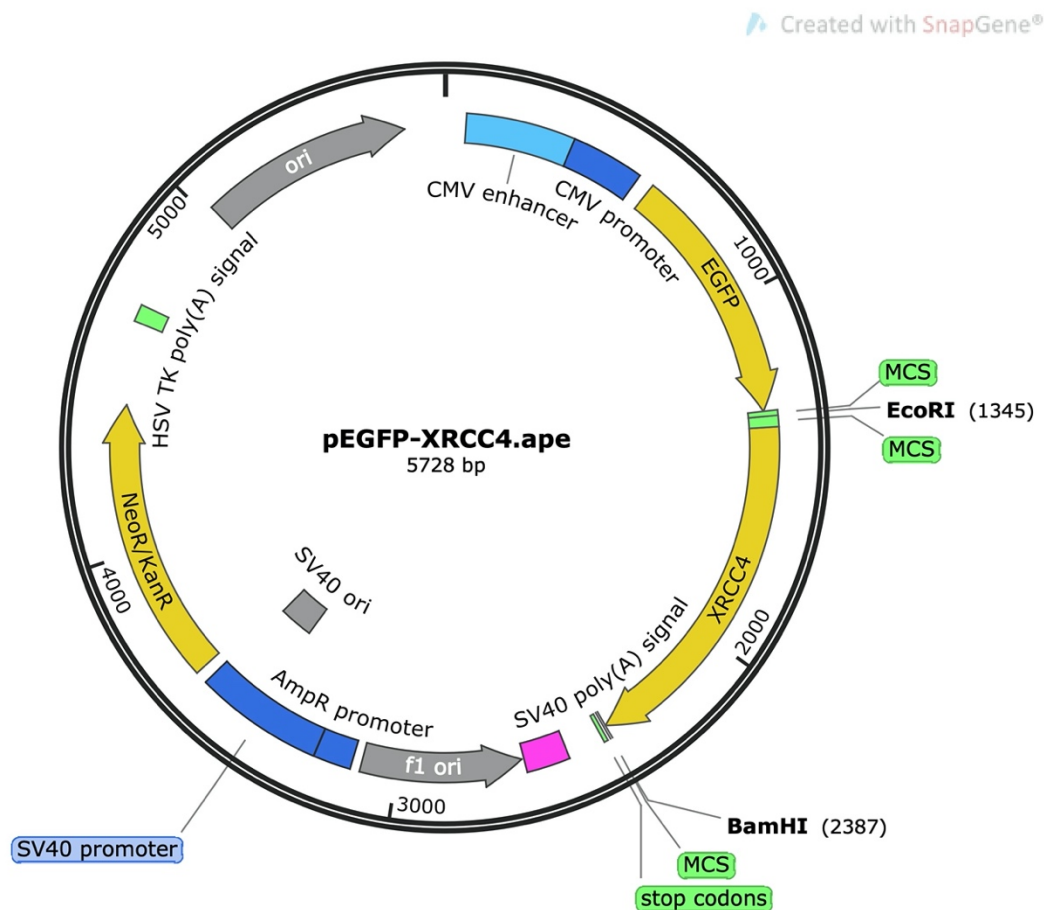 Created with SnapGene®
ori
CMV enhancer
CMV promoter
5000
1000
EGFP
HSV TK poly(A) signal
MCS
EcoRI (1345)
MCS
pEGFP-XRCC4.ape
5728 bp
NeoR/KanR
SV40 ori
4000
XRCC4
2000
SV40 poly(A) signal
AmpR promoter
f1 ori
3000
BamHI (2387)
SV40 promoter
MCS
stop codons